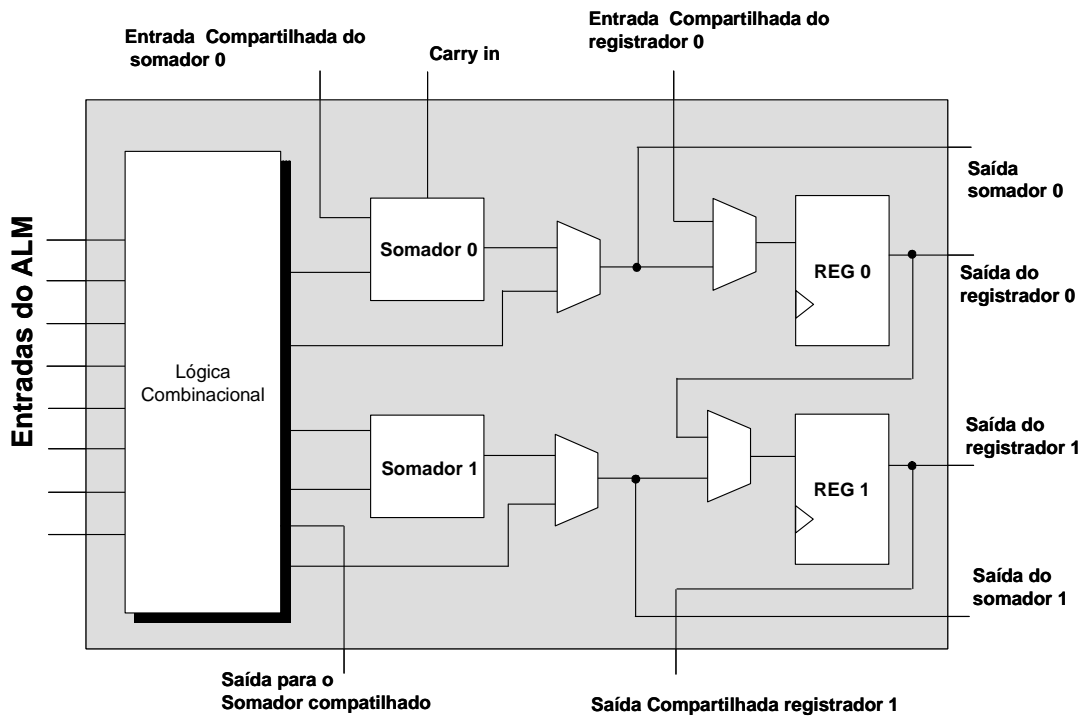 Entrada Compartilhada do
somador 0
Carry in
Entrada Compartilhada do
registrador 0
Saída
somador 0
Entradas do ALM
Somador 0
REG 0
Saída do
registrador 0
Lógica
Combinacional
Somador 1
REG 1
Saída do
registrador 1
Saída do
somador 1
Saída para o
Somador compatilhado
Saída Compartilhada registrador 1